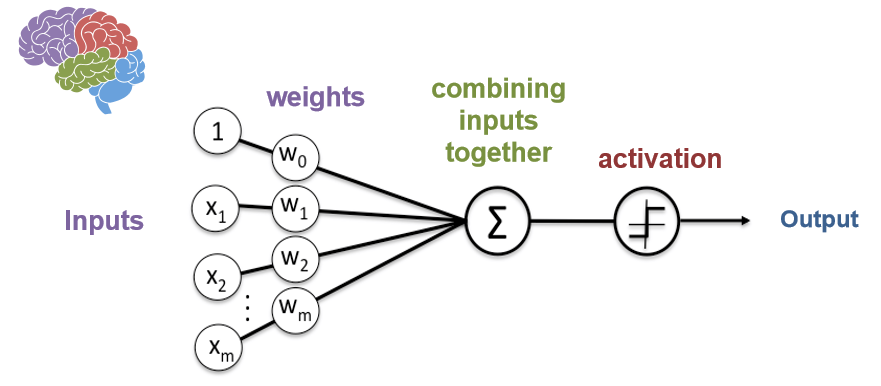 weights
combining
inputs
together
activation
Inputs
Output
1
w₀
x₁
w₁
x₂
w₂
⋮
xₘ
wₘ
Σ